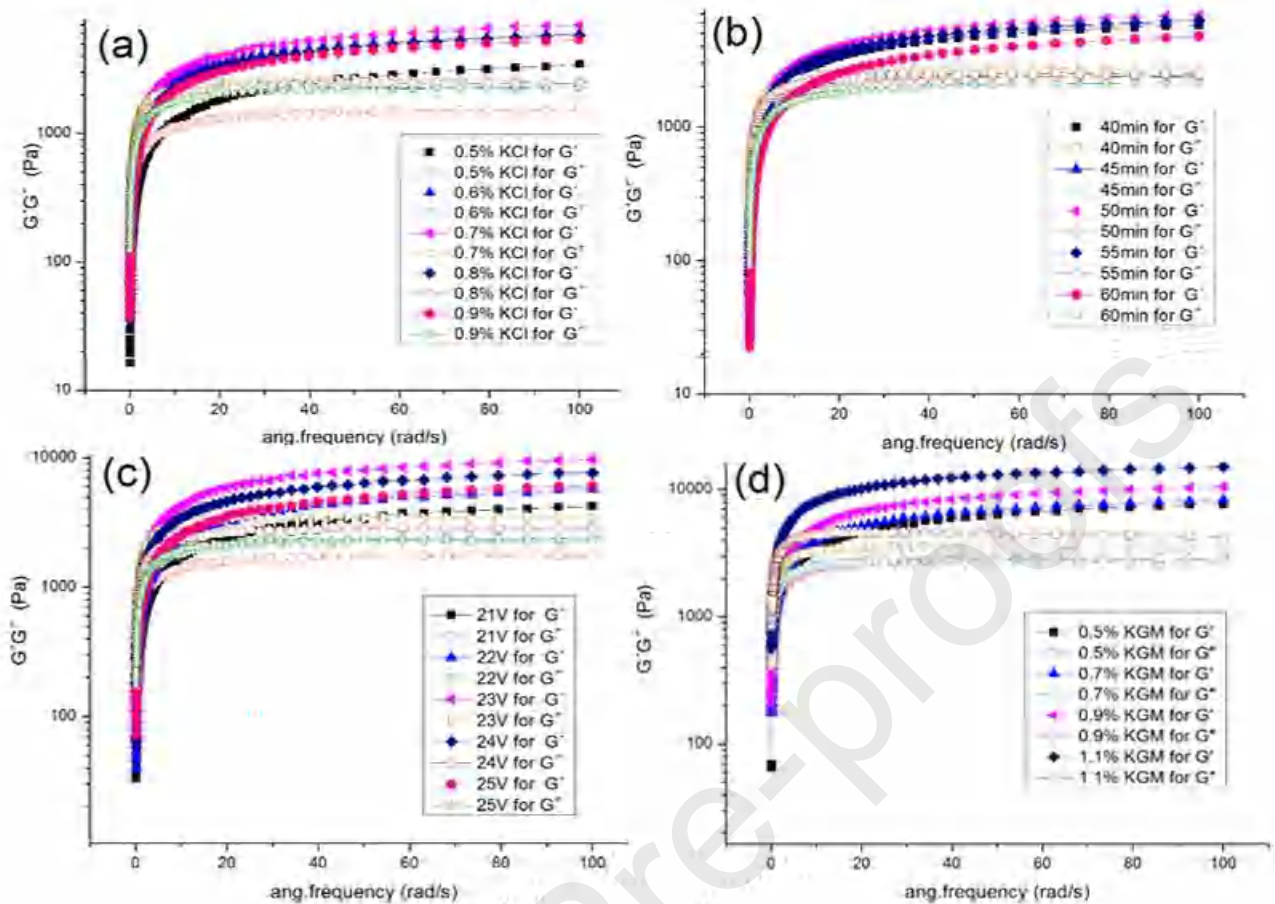 (a)
G'G″ (Pa)
1000
100
10
0 20 40 60 80 100
ang.frequency (rad/s)
0.5% KCl for G'
0.5% KCl for G″
0.6% KCl for G'
0.6% KCl for G″
0.7% KCl for G'
0.7% KCl for G″
0.8% KCl for G'
0.8% KCl for G″
0.9% KCl for G'
0.9% KCl for G″
(b)
G'G″ (Pa)
1000
100
10
0 20 40 60 80 100
ang.frequency (rad/s)
40min for G'
40min for G″
45min for G'
45min for G″
50min for G'
50min for G″
55min for G'
55min for G″
60min for G'
60min for G″
(c)
G'G″ (Pa)
10000
1000
100
0 20 40 60 80 100
ang.frequency (rad/s)
21V for G'
21V for G″
22V for G'
22V for G″
23V for G'
23V for G″
24V for G'
24V for G″
25V for G'
25V for G″
(d)
G'G″ (Pa)
10000
1000
100
0 20 40 60 80 100
ang.frequency (rad/s)
0.5% KGM for G'
0.5% KGM for G″
0.7% KGM for G'
0.7% KGM for G″
0.9% KGM for G'
0.9% KGM for G″
1.1% KGM for G'
1.1% KGM for G″
re-proofs